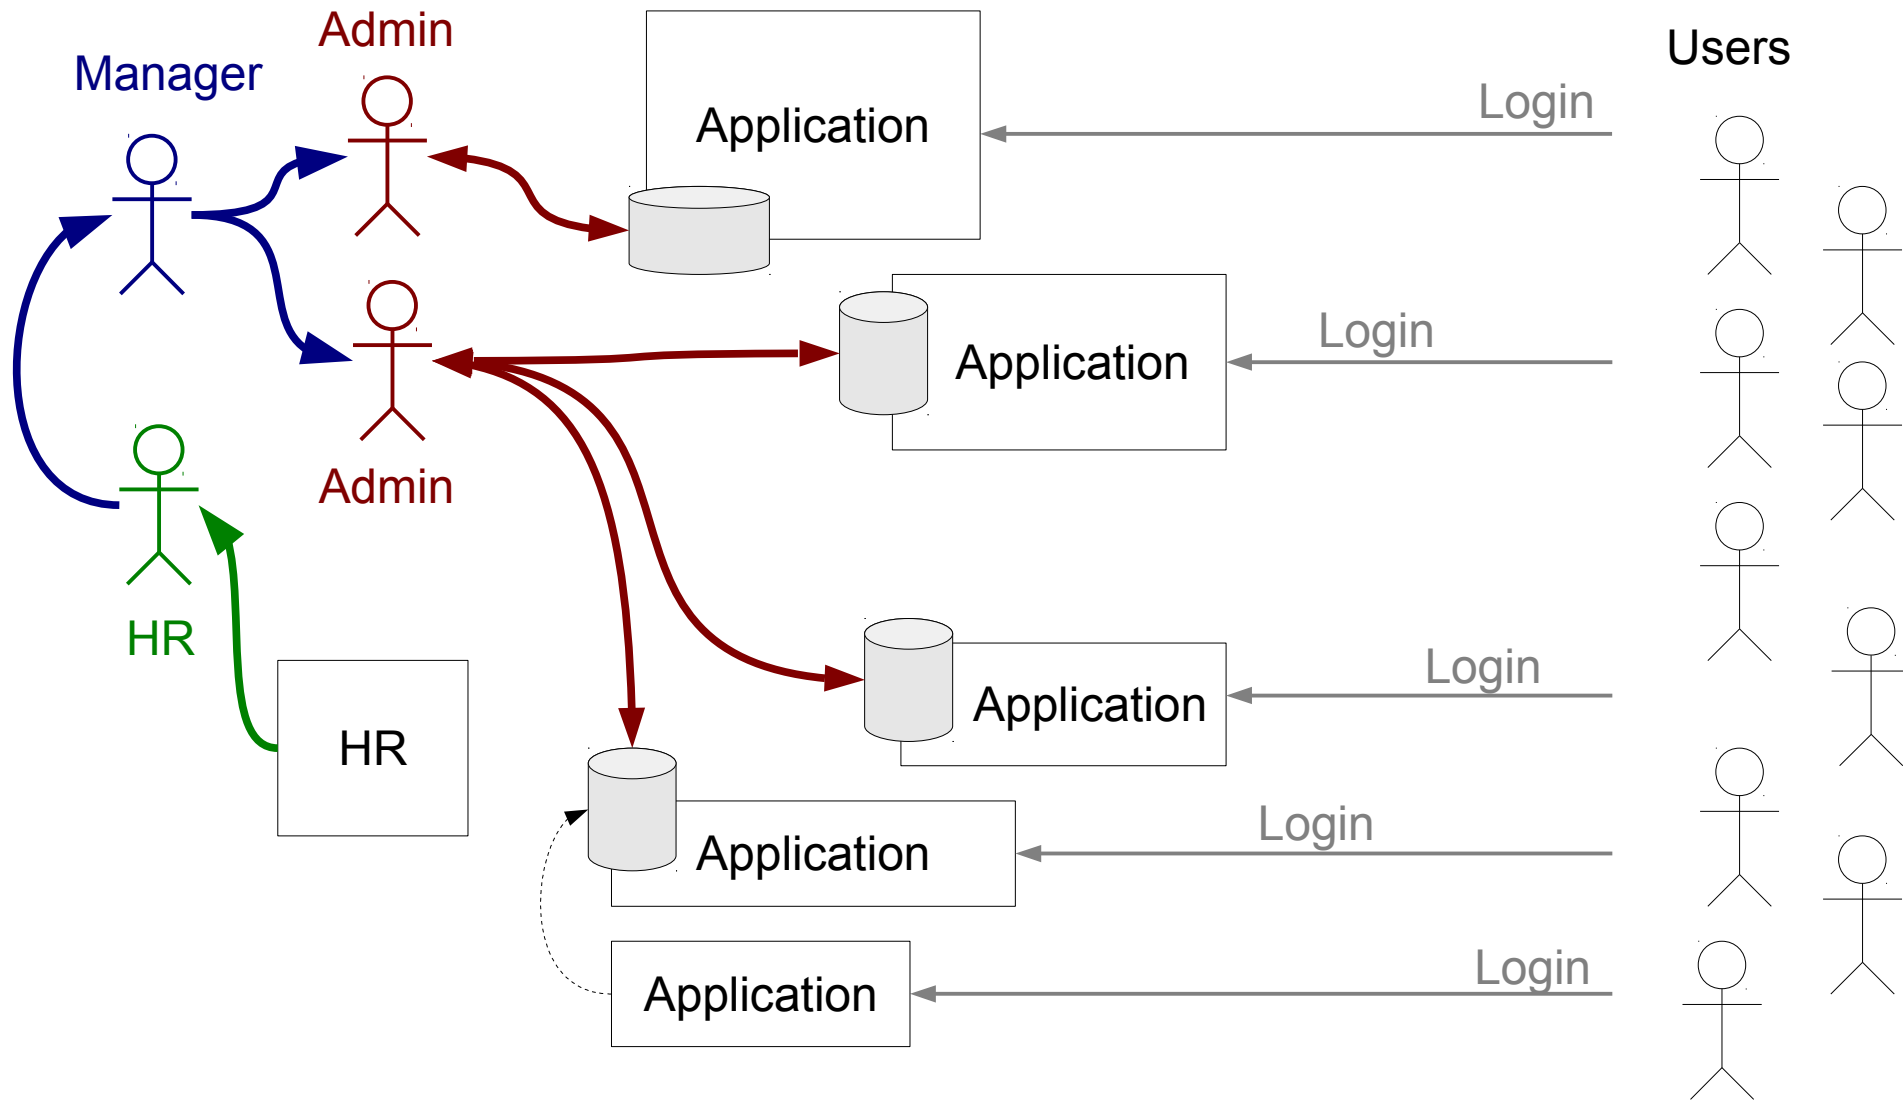 Admin
Manager
Users
Application
Login
Login
Application
Admin
HR
Login
Application
HR
Login
Application
Login
Application